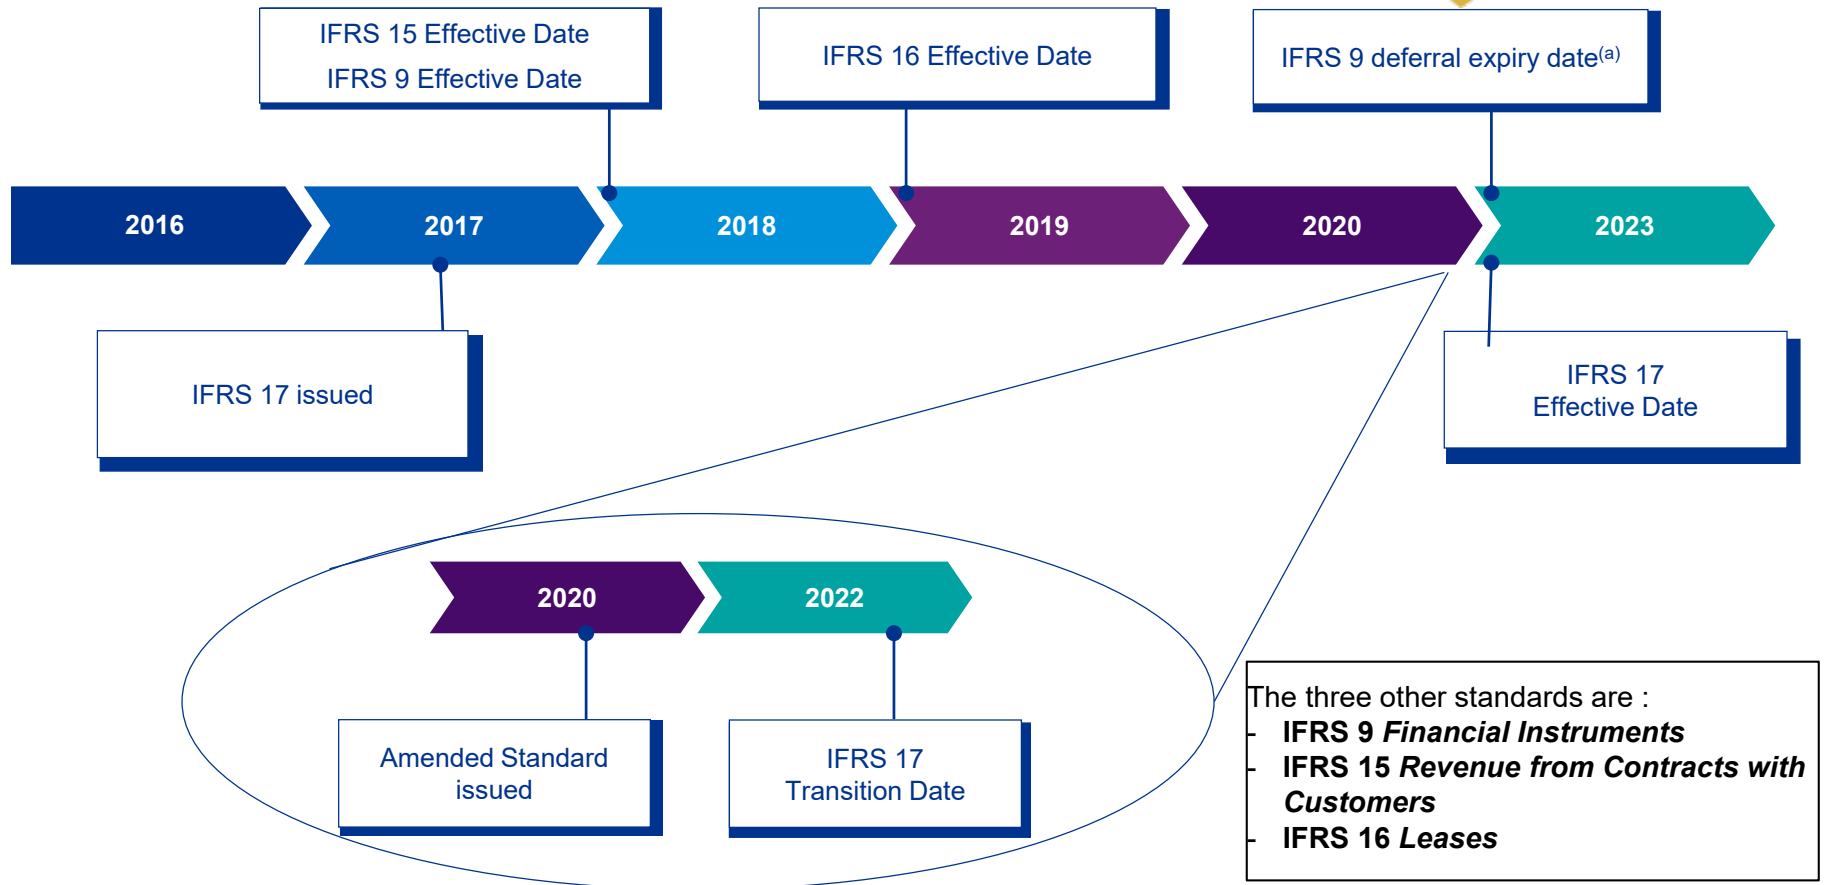 IFRS 15 Effective Date
IFRS 9 Effective Date
IFRS 16 Effective Date
IFRS 9 deferral expiry date(a)
2016
2017
2018
2019
2020
2023
IFRS 17 issued
IFRS 17
Effective Date
2020
2022
Amended Standard
issued
IFRS 17
Transition Date
The three other standards are :
- IFRS 9 Financial Instruments
- IFRS 15 Revenue from Contracts with
Customers
- IFRS 16 Leases